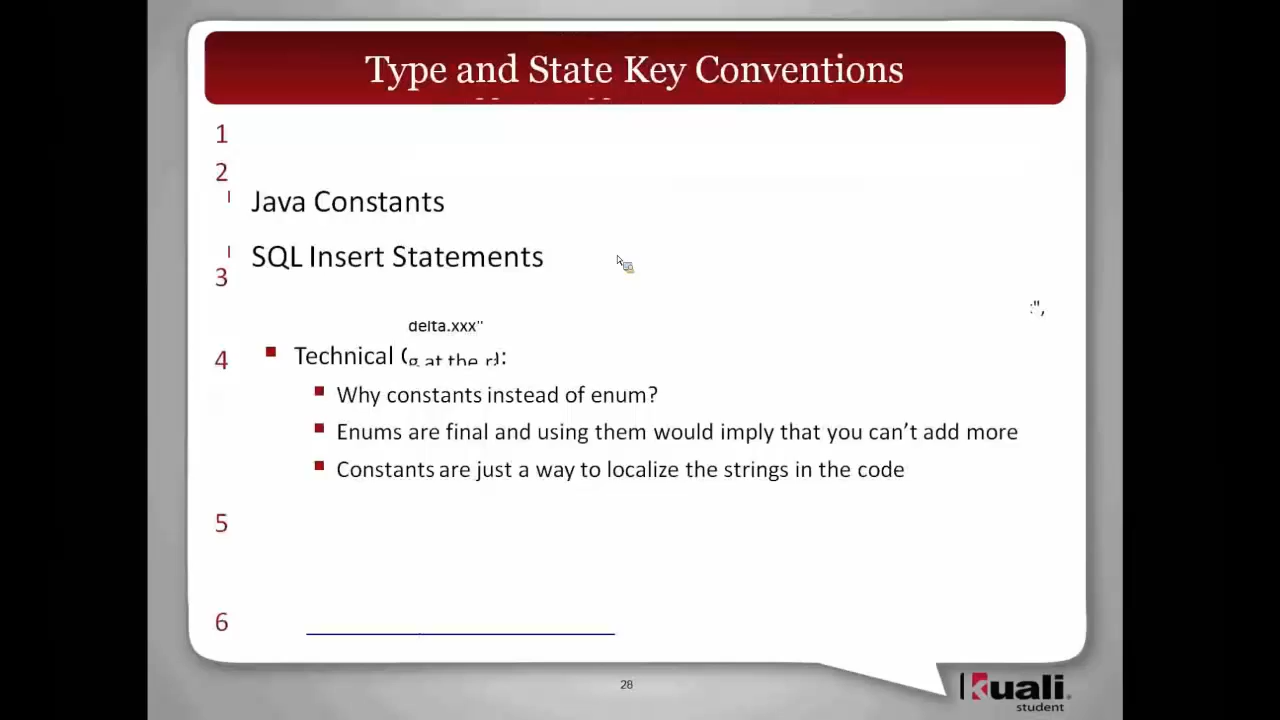 Type and State Key Conventions
1
2
Java Constants
SQL Insert Statements
3
",
delta.xxx"
4 Technical
Why constants instead of enum?
Enums are final and using them would imply that you can't add more
Constants are just a way to localize the strings in the code
5
6
28
Kuali
student